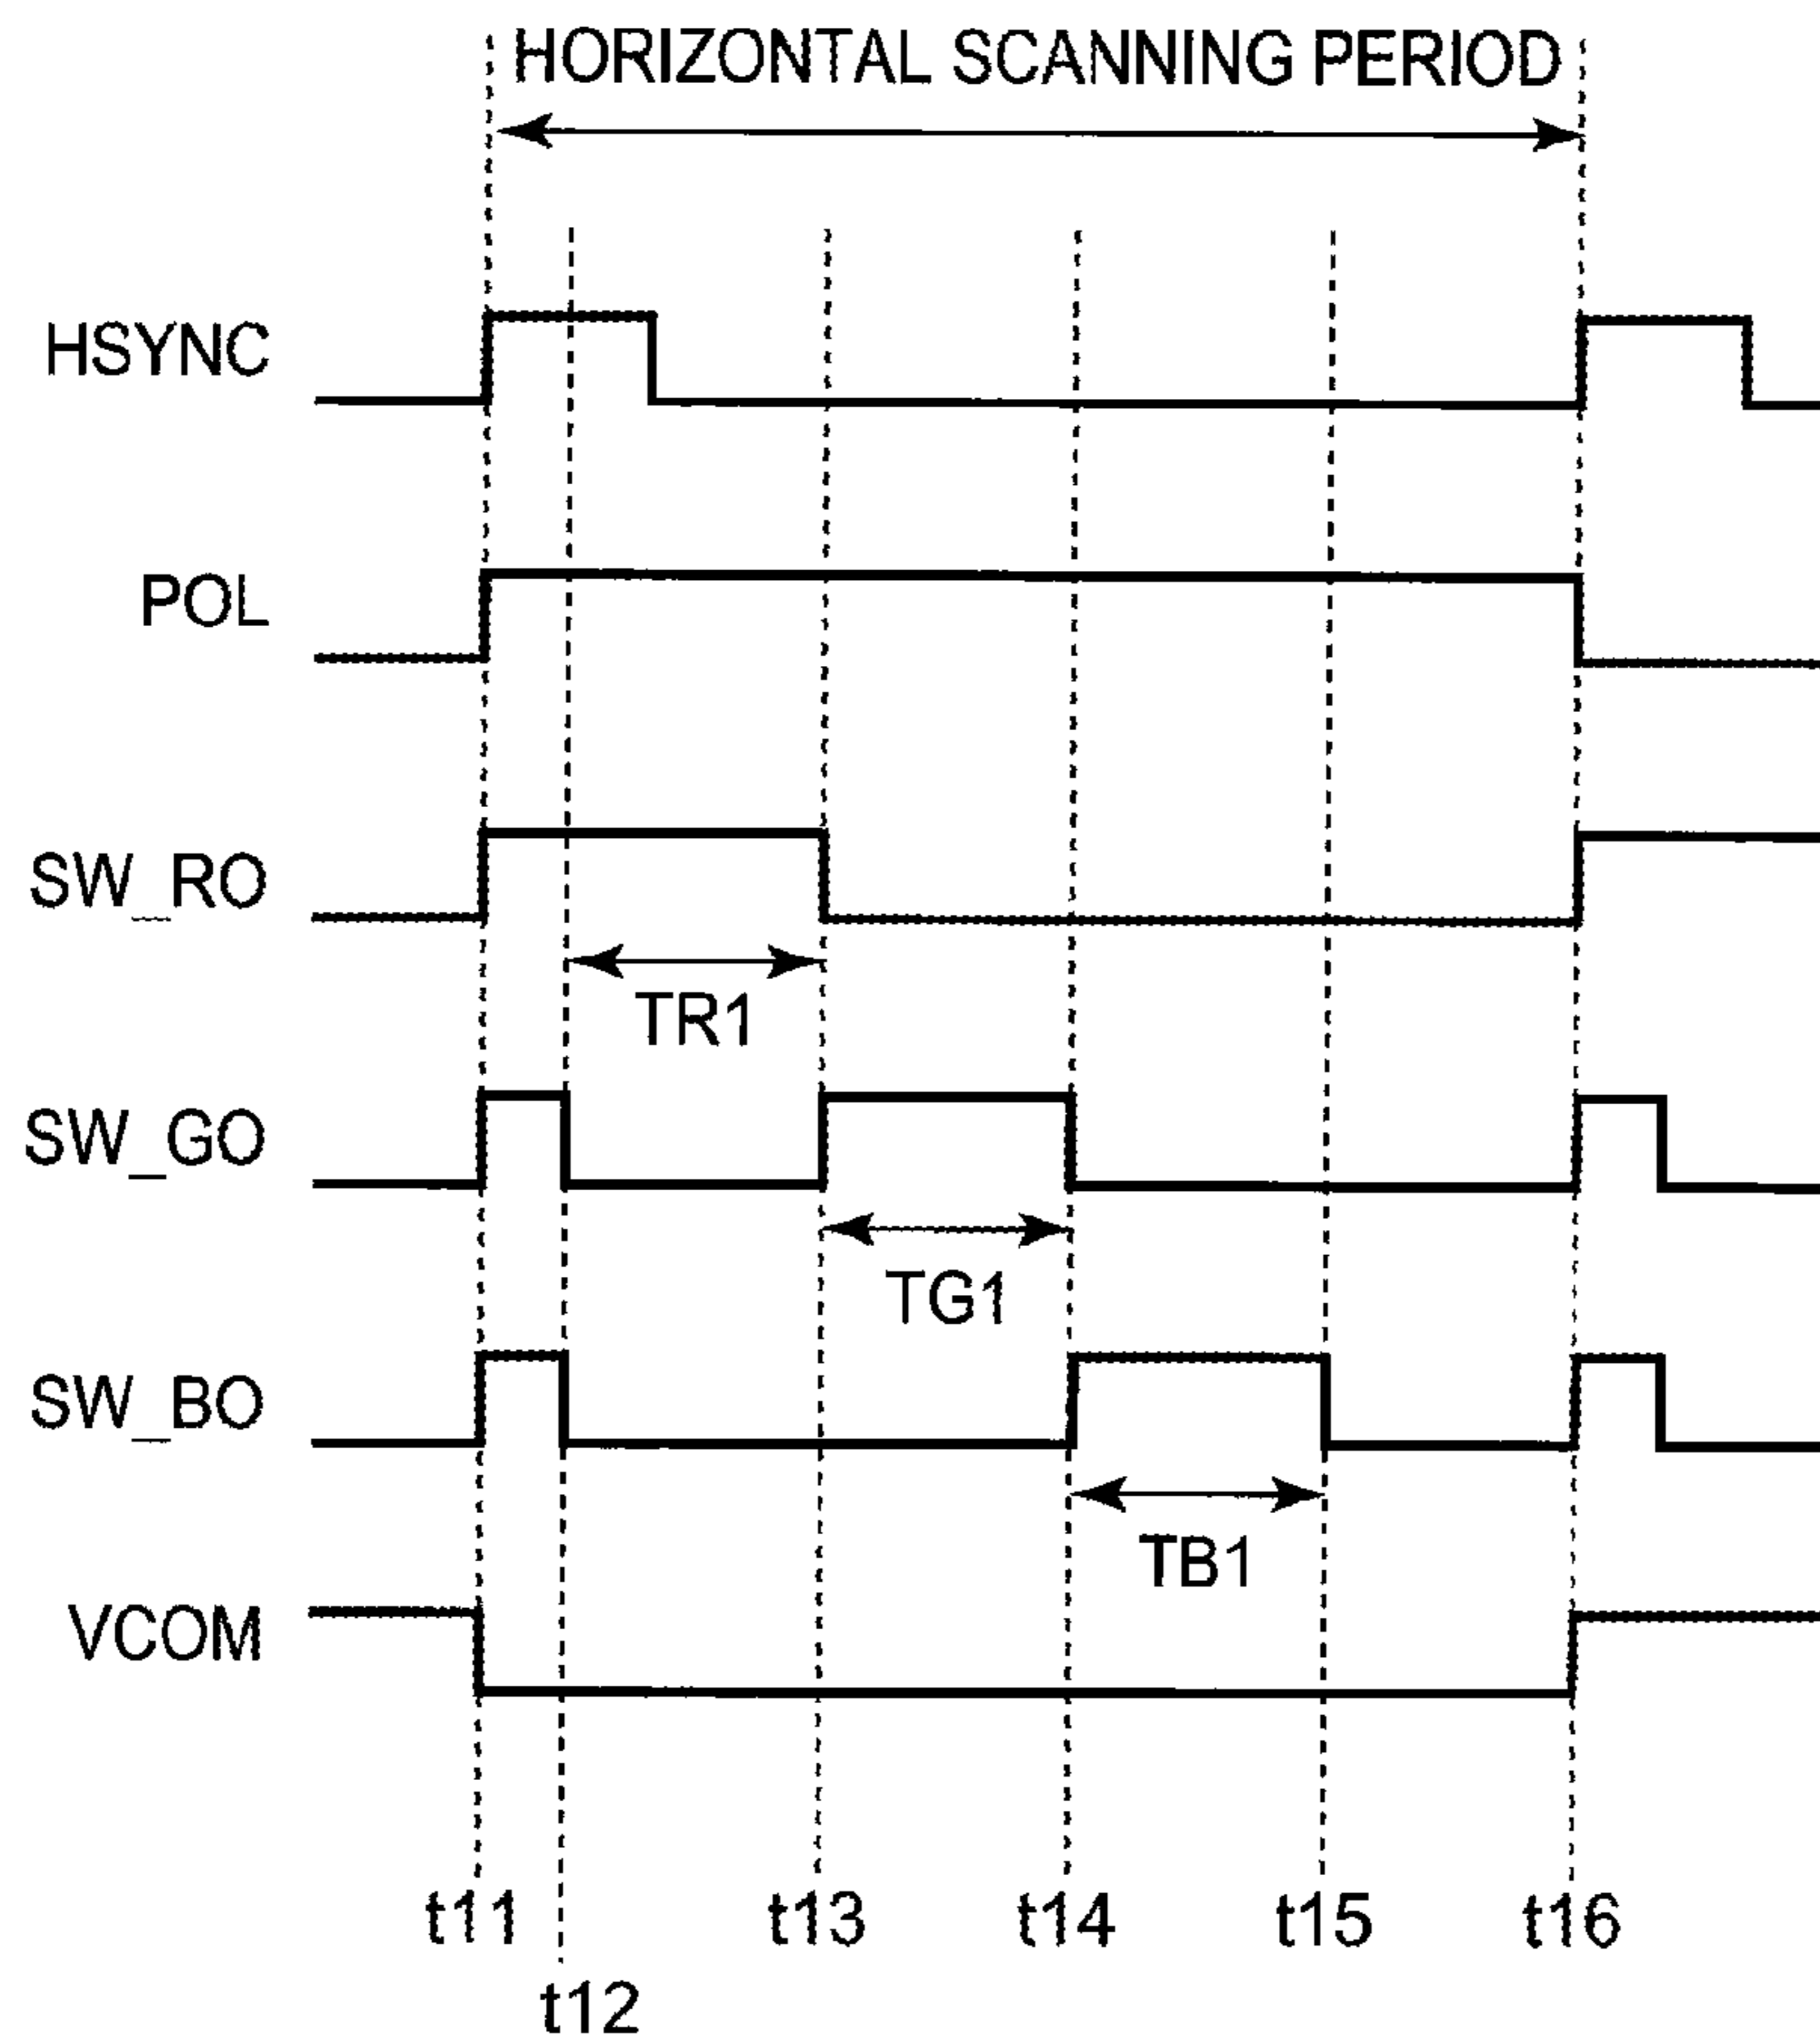 HORIZONTAL SCANNING PERIOD
HSYNC
POL
SW_RO
TR1
SW_GO
TG1
SW_BO
TB1
VCOM
t11 t13 t14 t15 t16
t12